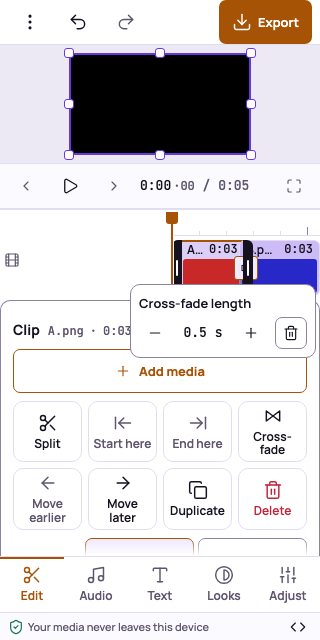 Export
0:00.00 / 0:05
A… 0:03 .p… 0:03
Cross-fade length
0.5 s
Clip A.png · 0:03
Add media
Split
Start here
End here
Cross-
fade
Move
earlier
Move
later
Duplicate
Delete
Edit
Audio
Text
Looks
Adjust
Your media never leaves this device